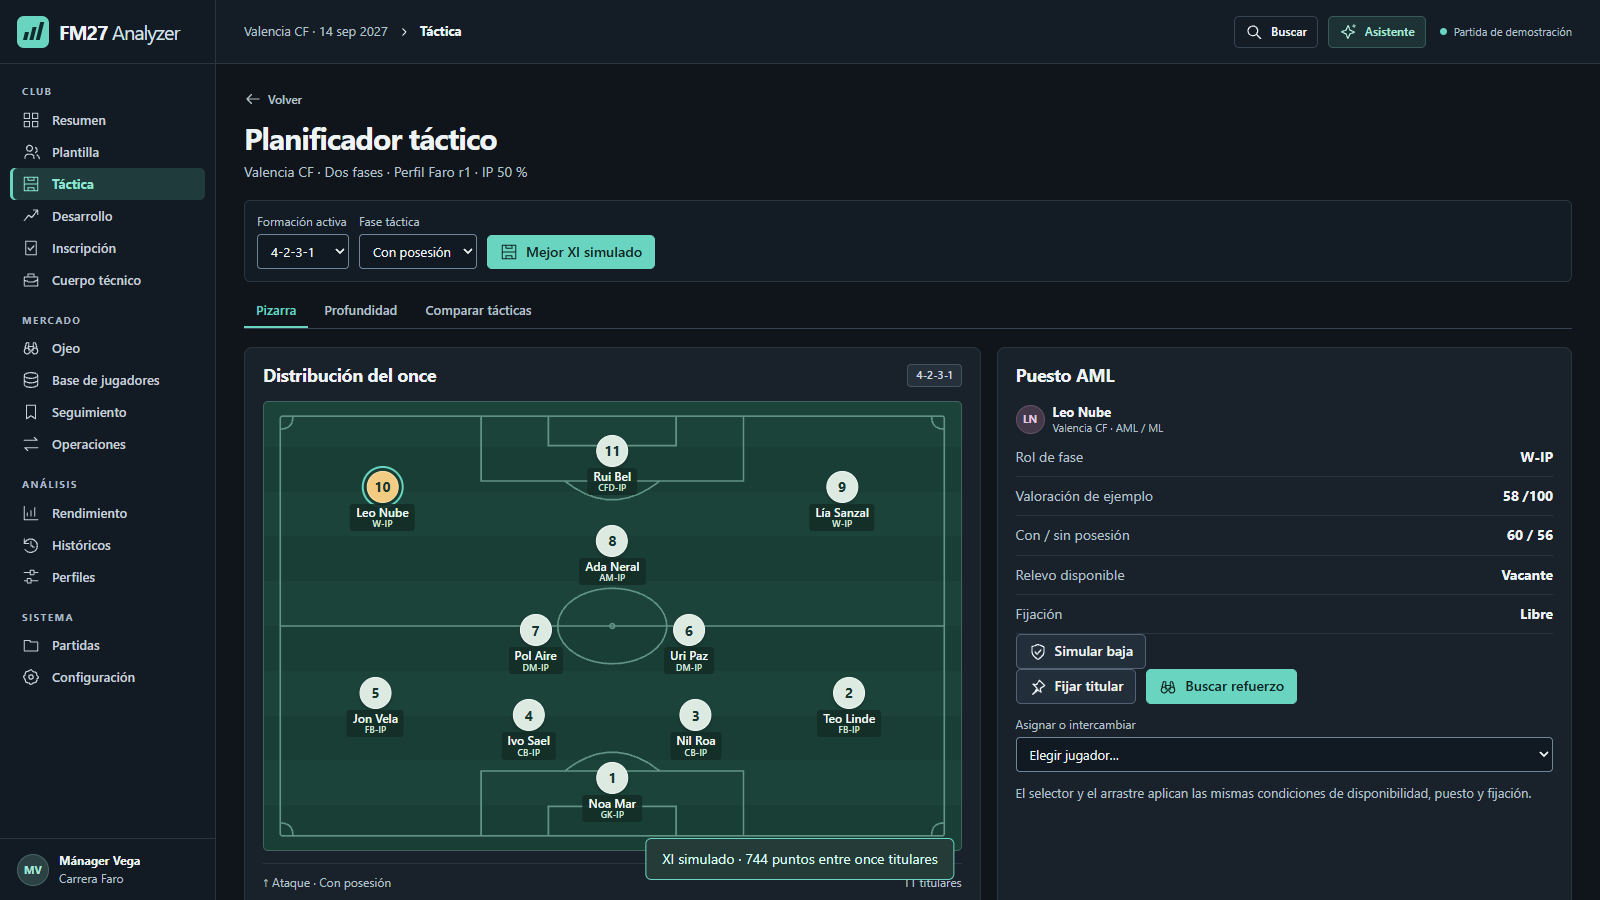 FM27 Analyzer
CLUB
Resumen
Plantilla
Táctica
Desarrollo
Inscripción
Cuerpo técnico
MERCADO
Ojeo
Base de jugadores
Seguimiento
Operaciones
ANÁLISIS
Rendimiento
Históricos
Perfiles
SISTEMA
Partidas
Configuración
MV
Mánager Vega
Carrera Faro
Valencia CF · 14 sep 2027 › Táctica
Buscar
Asistente
Partida de demostración
← Volver
Planificador táctico
Valencia CF · Dos fases · Perfil Faro r1 · IP 50 %
Formación activa
4-2-3-1
Fase táctica
Con posesión
Mejor XI simulado
Pizarra
Profundidad
Comparar tácticas
Distribución del once
4-2-3-1
11
Rui Bel
CFD-IP
10
Leo Nube
W-IP
9
Lía Sanzal
W-IP
8
Ada Neral
AM-IP
7
Pol Aire
DM-IP
6
Uri Paz
DM-IP
5
Jon Vela
FB-IP
4
Ivo Sael
CB-IP
3
Nil Roa
CB-IP
2
Teo Linde
FB-IP
1
Noa Mar
GK-IP
XI simulado · 744 puntos entre once titulares
↑ Ataque · Con posesión
11 titulares
Puesto AML
LN
Leo Nube
Valencia CF · AML / ML
Rol de fase W-IP
Valoración de ejemplo 58 /100
Con / sin posesión 60 / 56
Relevo disponible Vacante
Fijación Libre
Simular baja
Fijar titular
Buscar refuerzo
Asignar o intercambiar
Elegir jugador...
El selector y el arrastre aplican las mismas condiciones de disponibilidad, puesto y fijación.